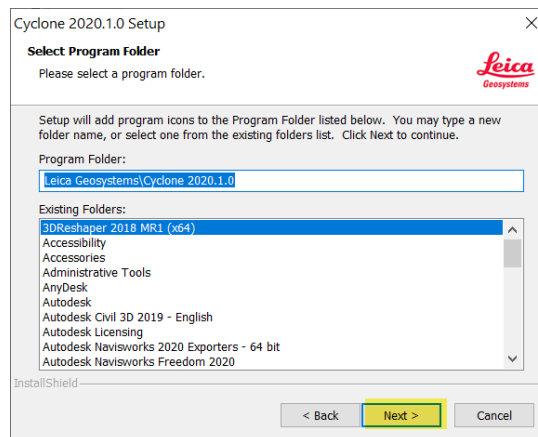 Cyclone 2020.1.0 Setup
Select Program Folder
Please select a program folder.
Leica
Geosystems
Setup will add program icons to the Program Folder listed below. You may type a new
folder name, or select one from the existing folders list. Click Next to continue.
Program Folder:
Leica Geosystems\Cyclone 2020.1.0
Existing Folders:
3DReshaper 2018 MR1 (x64)
Accessibility
Accessories
Administrative Tools
AnyDesk
Autodesk
Autodesk Civil 3D 2019 - English
Autodesk Licensing
Autodesk Navisworks 2020 Exporters - 64 bit
Autodesk Navisworks Freedom 2020
InstallShield
< Back
Next >
Cancel